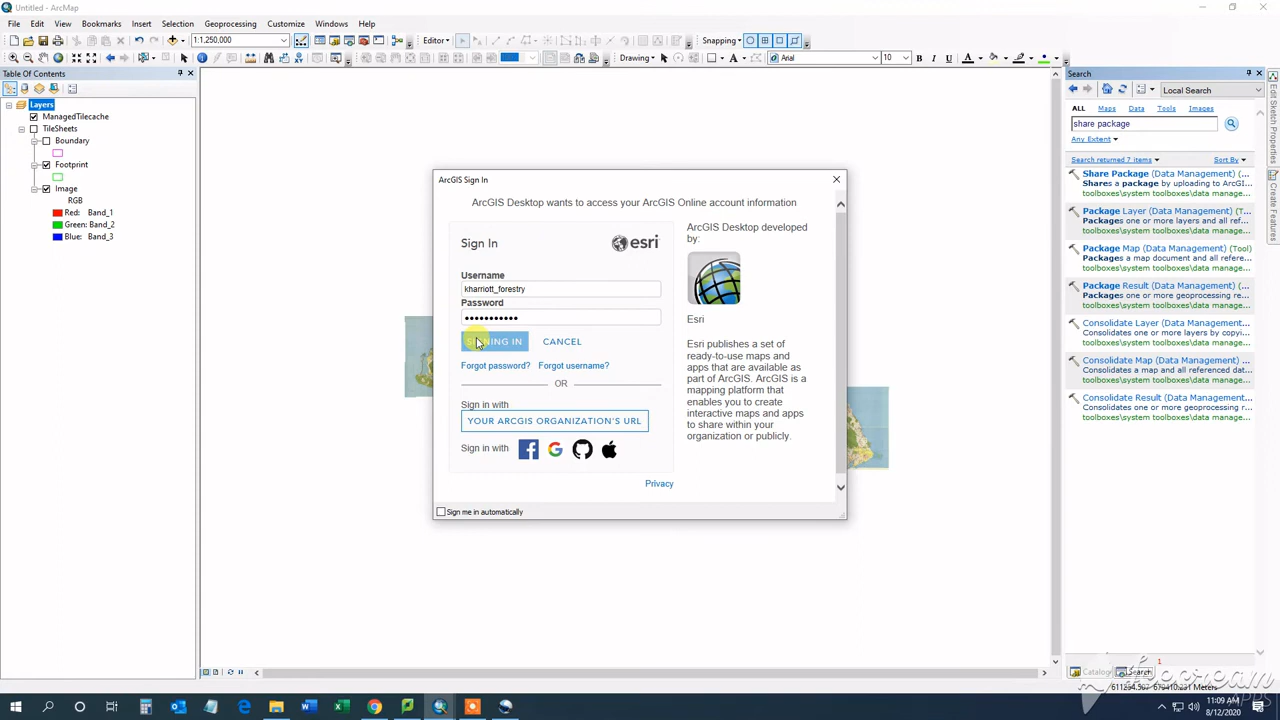 Untitled - ArcMap
File Edit View Bookmarks Insert Selection Geoprocessing Customize Windows Help
1:1,250,000
Editor
Snapping
Drawing
Arial
10
A
B I U A
Table Of Contents
Layers
ManagedTilecache
TileSheets
Boundary
Footprint
Image
RGB
Red: Band_1
Green: Band_2
Blue: Band_3
ArcGIS Sign In
ArcGIS Desktop wants to access your ArcGIS Online account information
Sign In
esri
Username
kharriott_forestry
Password
•••••••••••
SIGNING IN CANCEL
Forgot password? Forgot username?
OR
Sign in with
YOUR ARCGIS ORGANIZATION'S URL
Sign in with
Privacy
ArcGIS Desktop developed by:
Esri
Esri publishes a set of
ready-to-use maps and
apps that are available as
part of ArcGIS. ArcGIS is a
mapping platform that
enables you to create
interactive maps and apps
to share within your
organization or publicly.
Sign me in automatically
Search
Local Search
ALL Maps Data Tools Images
share package
Any Extent
Search returned 7 items Sort By
Share Package (Data Management) (...
Shares a package by uploading to ArcGI...
toolboxes\system toolboxes\data manage...
Package Layer (Data Management) (T...
Packages one or more layers and all refe...
toolboxes\system toolboxes\data manage...
Package Map (Data Management) (Tool)
Packages a map document and all refere...
toolboxes\system toolboxes\data manage...
Package Result (Data Management) (...
Packages one or more geoprocessing re...
toolboxes\system toolboxes\data manage...
Consolidate Layer (Data Management) (...
Consolidates one or more layers by copyi...
toolboxes\system toolboxes\data manage...
Consolidate Map (Data Management) (...
Consolidates a map and all referenced dat...
toolboxes\system toolboxes\data manage...
Consolidate Result (Data Management) (...
Consolidates one or more geoprocessing r...
toolboxes\system toolboxes\data manage...
Edit Sketch Properties
Create Features
1
Catalog Search
Meters
11:09 AM
8/12/2020